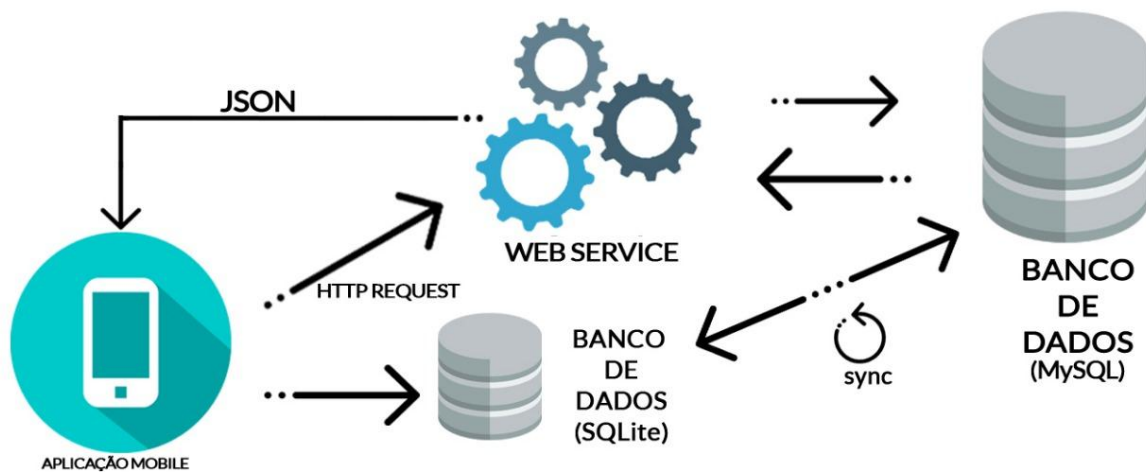 JSON
WEB SERVICE
HTTP REQUEST
APLICAÇÃO MOBILE
BANCO
DE
DADOS
(SQLite)
sync
BANCO
DE
DADOS
(MySQL)